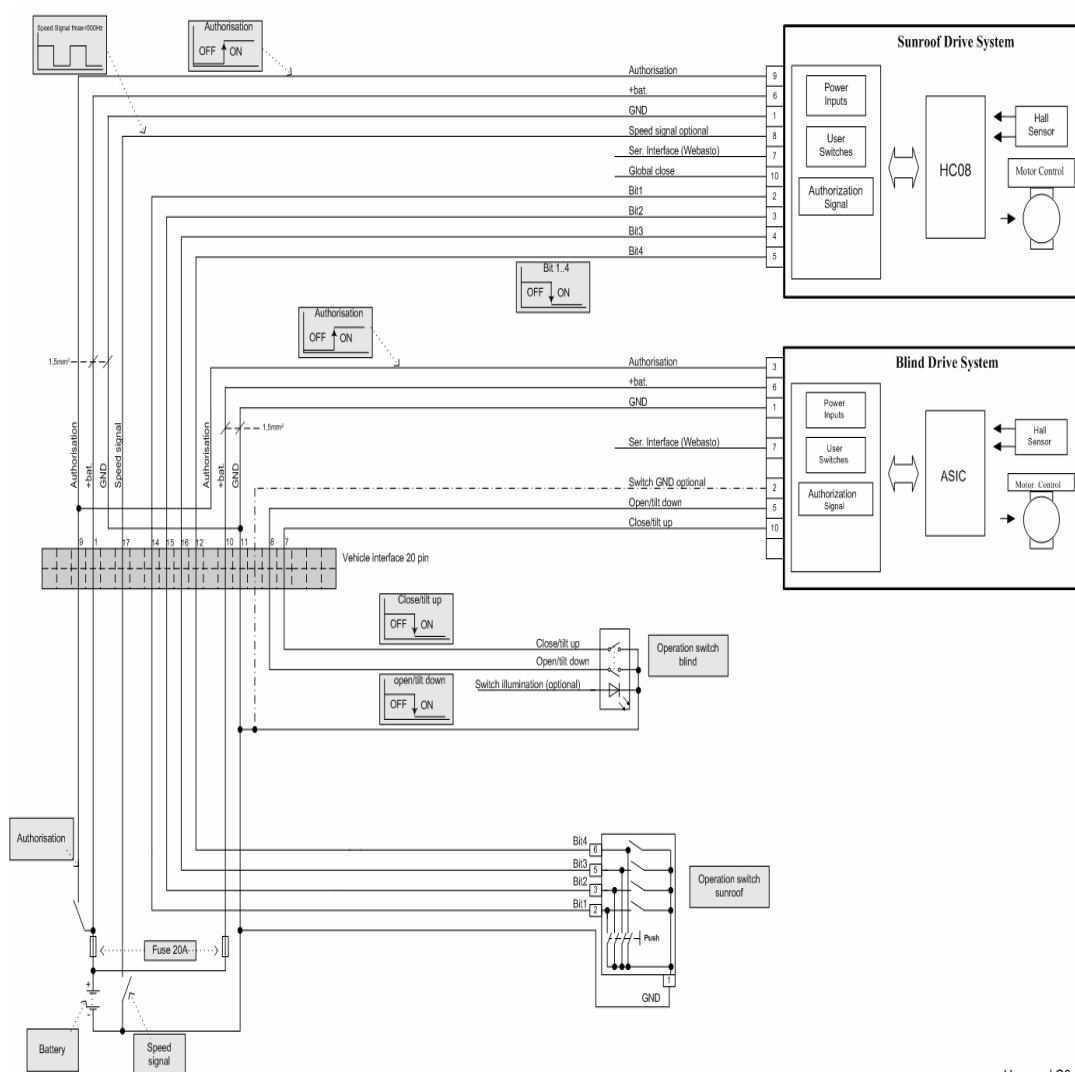 Speed Signal fmax<500Hz
Authorisation
OFF ON
Sunroof Drive System
Authorisation
9
+bat.
6
GND
1
Speed signal optional
8
Ser. Interface (Webasto)
7
Global close
10
Bit1
2
Bit2
3
Bit3
4
Bit4
5
Power
Inputs
User
Switches
Authorization
Signal
HC08
Hall
Sensor
Motor Control
Bit 1..4
OFF ON
Authorisation
OFF ON
1,5mm²
Blind Drive System
Authorisation
3
+bat.
6
GND
1
Ser. Interface (Webasto)
7
Switch GND optional
2
Open/tilt down
5
Close/tilt up
10
Power
Inputs
User
Switches
Authorization
Signal
ASIC
Hall
Sensor
Motor Control
1,5mm²
Authorisation
+bat.
GND
Speed signal
Authorisation
+bat.
GND
9 1 17 14 15 16 12 10 11 8 7
Vehicle interface 20 pin
Close/tilt up
OFF ON
Close/tilt up
Open/tilt down
Switch illumination (optional)
Operation switch
blind
open/tilt down
OFF ON
Authorisation
Bit4
6
Bit3
5
Bit2
3
Bit1
2
Push
1
GND
Operation switch
sunroof
Fuse 20A
+
-
Battery
Speed
signal